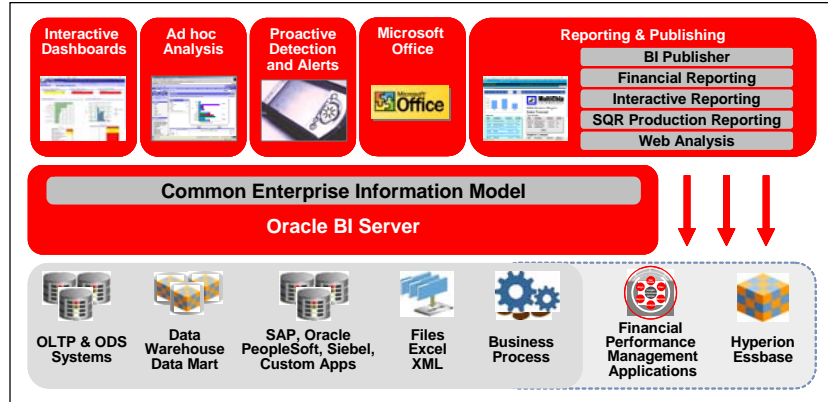 Interactive
Dashboards
Ad hoc
Analysis
Proactive
Detection
and Alerts
Microsoft
Office
Microsoft
Office
Reporting & Publishing
BI Publisher
Financial Reporting
Interactive Reporting
SQR Production Reporting
Web Analysis
Common Enterprise Information Model
Oracle BI Server
OLTP & ODS
Systems
Data
Warehouse
Data Mart
SAP, Oracle
PeopleSoft, Siebel,
Custom Apps
Files
Excel
XML
Business
Process
Financial
Performance
Management
Applications
Hyperion
Essbase